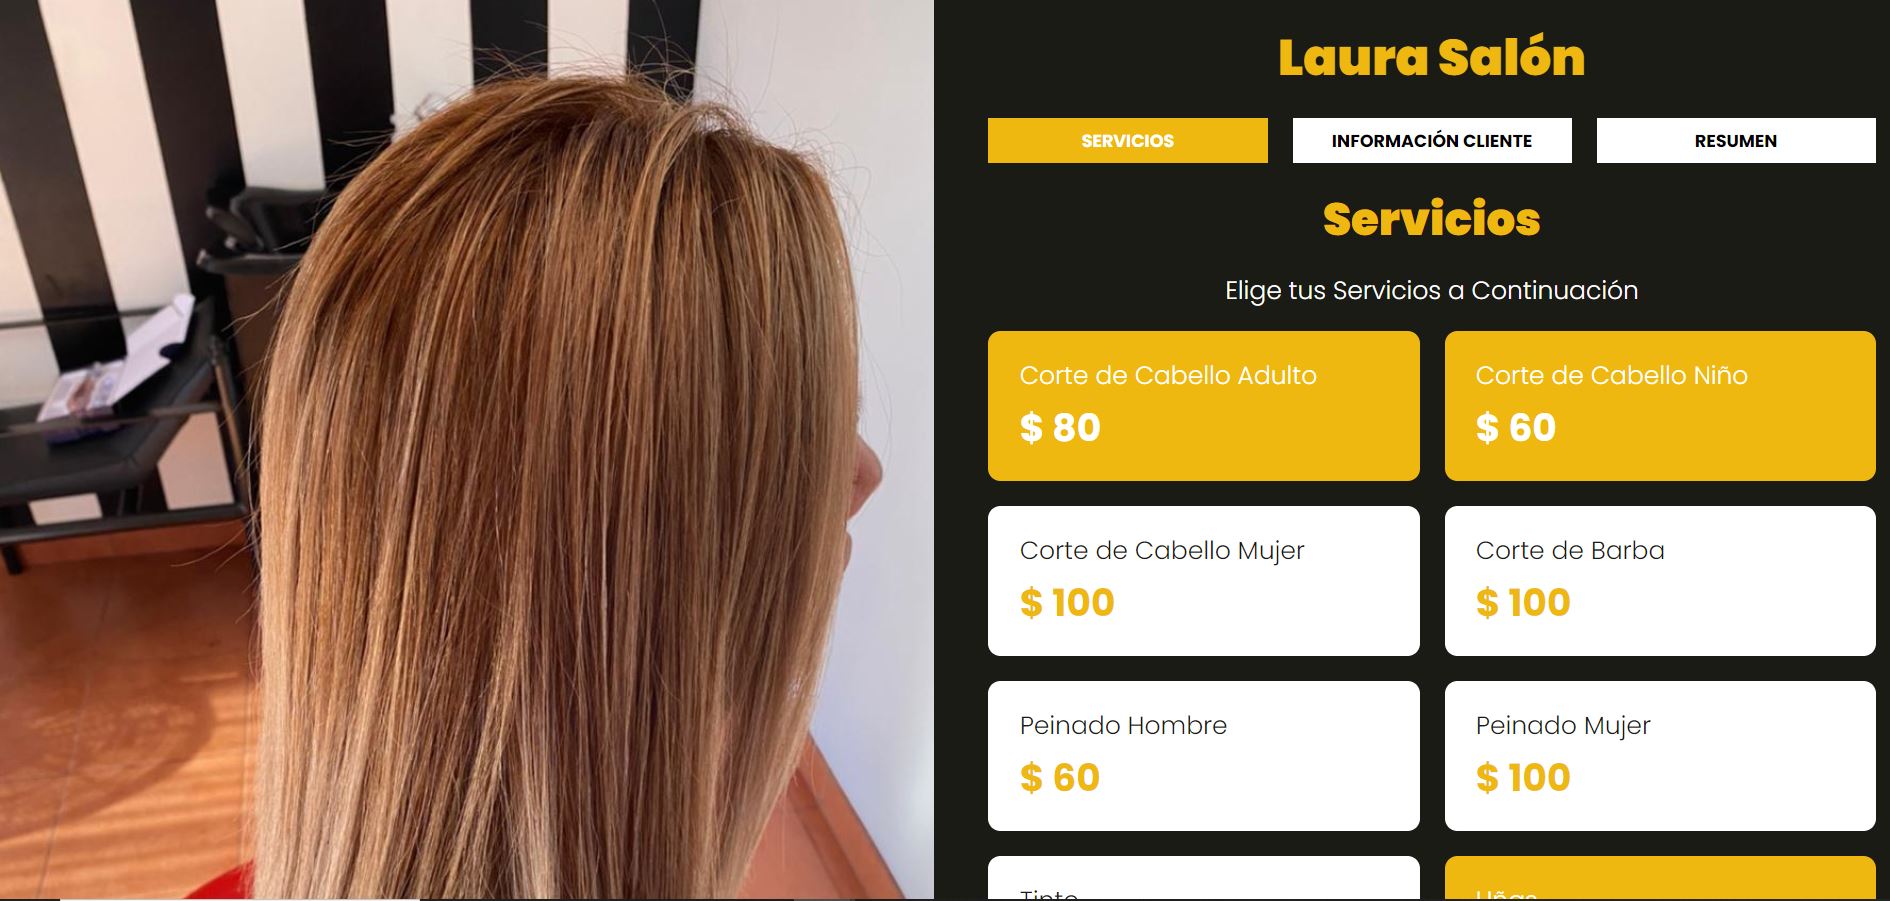 Laura Salón
SERVICIOS
INFORMACIÓN CLIENTE
RESUMEN
Servicios
Elige tus Servicios a Continuación
Corte de Cabello Adulto
$ 80
Corte de Cabello Niño
$ 60
Corte de Cabello Mujer
$ 100
Corte de Barba
$ 100
Peinado Hombre
$ 60
Peinado Mujer
$ 100
Tinte
Uñas